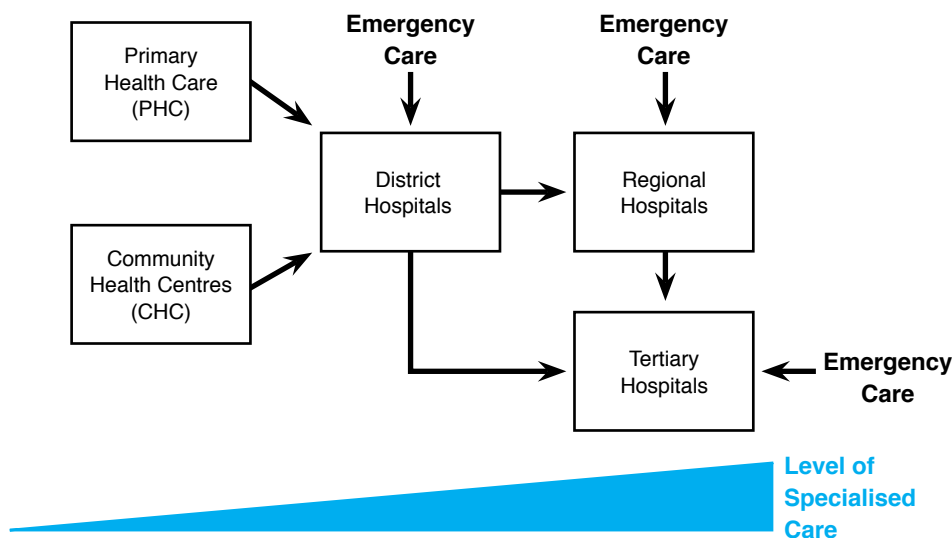 Primary
Health Care
(PHC)
Emergency
Care
Emergency
Care
District
Hospitals
Regional
Hospitals
Community
Health Centres
(CHC)
Tertiary
Hospitals
Emergency
Care
Level of
Specialised
Care